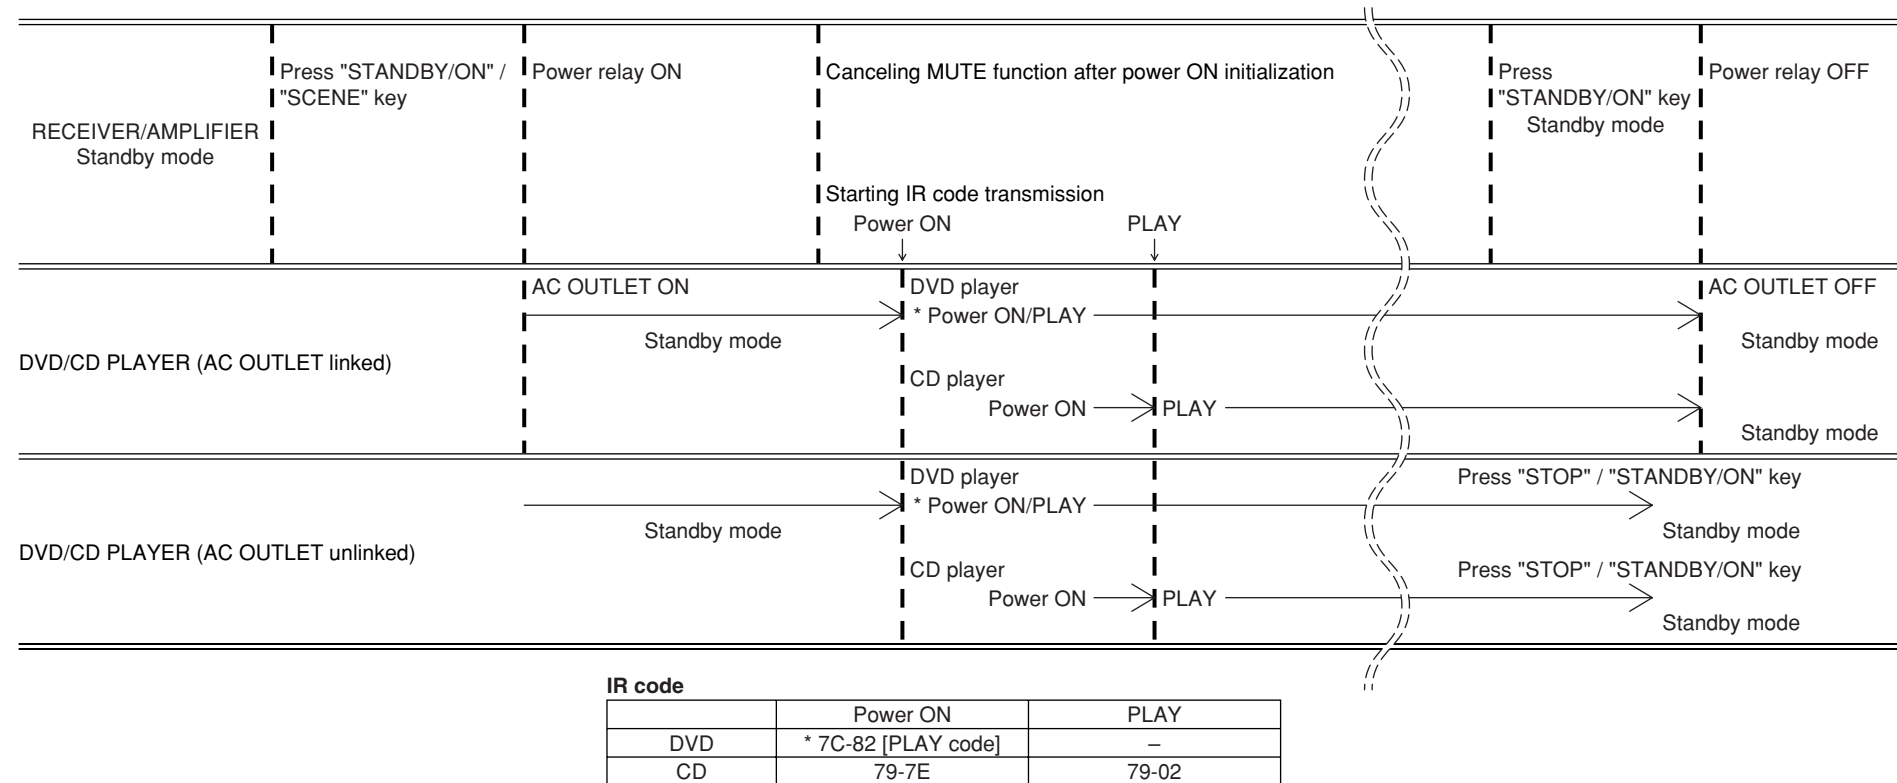 Press "STANDBY/ON" /
"SCENE" key
Power relay ON
Canceling MUTE function after power ON initialization
Press
"STANDBY/ON" key
Standby mode
Power relay OFF
RECEIVER/AMPLIFIER
Standby mode
Starting IR code transmission
Power ON
PLAY
DVD/CD PLAYER (AC OUTLET linked)
AC OUTLET ON
Standby mode
DVD player
* Power ON/PLAY
AC OUTLET OFF
Standby mode
CD player
Power ON
PLAY
Standby mode
DVD/CD PLAYER (AC OUTLET unlinked)
Standby mode
DVD player
* Power ON/PLAY
Press "STOP" / "STANDBY/ON" key
Standby mode
CD player
Power ON
PLAY
Press "STOP" / "STANDBY/ON" key
Standby mode
IR code
Power ON PLAY
DVD * 7C-82 [PLAY code] –
CD 79-7E 79-02